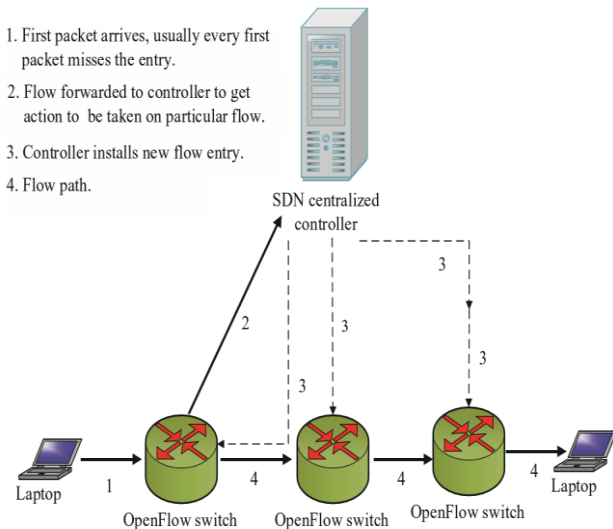 1. First packet arrives, usually every first
packet misses the entry.
2. Flow forwarded to controller to get
action to be taken on particular flow.
3. Controller installs new flow entry.
4. Flow path.
SDN centralized
controller
3
2
3
3
3
Laptop
1
4
4
4
Laptop
OpenFlow switch
OpenFlow switch
OpenFlow switch